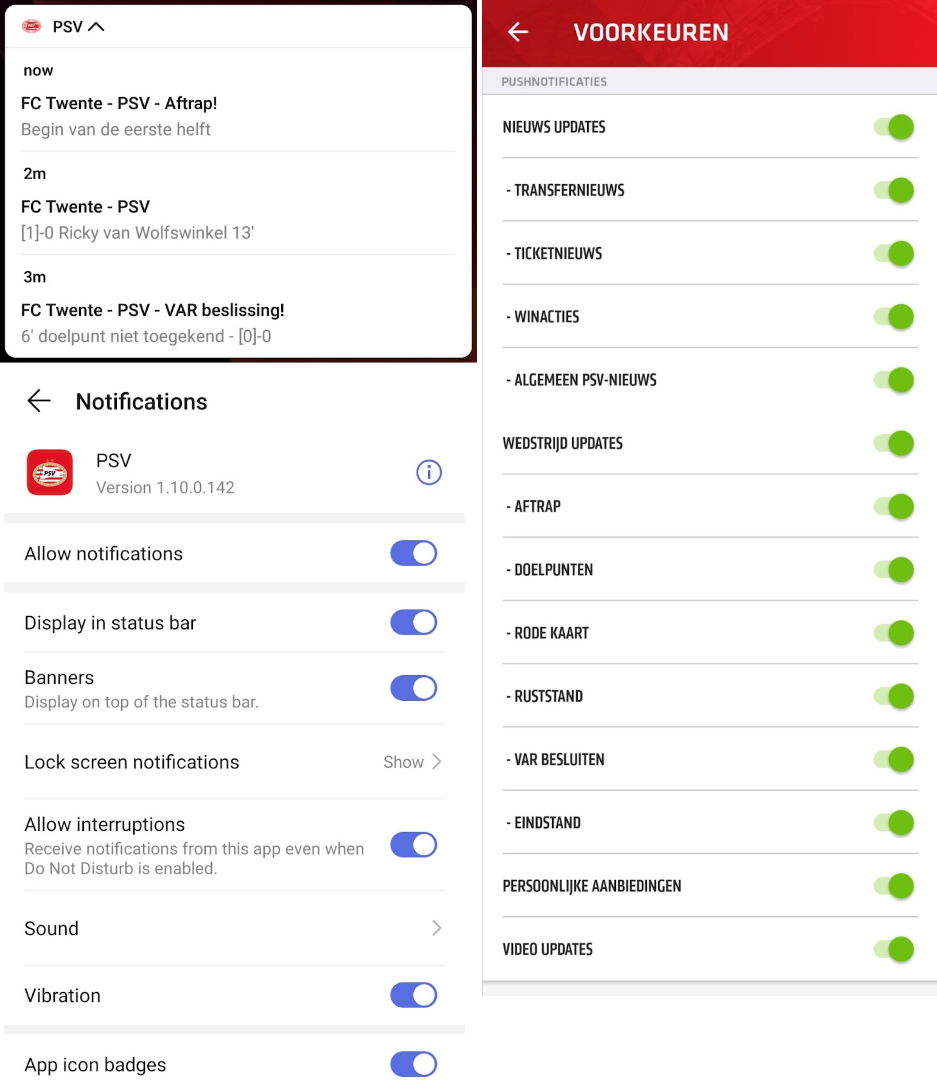 PSV
now
FC Twente - PSV - Aftrap!
Begin van de eerste helft
2m
FC Twente - PSV
[1]-0 Ricky van Wolfswinkel 13'
3m
FC Twente - PSV - VAR beslissing!
6' doelpunt niet toegekend - [0]-0
Notifications
PSV
PSV
Version 1.10.0.142
Allow notifications
Display in status bar
Banners
Display on top of the status bar.
Lock screen notifications
Show
Allow interruptions
Receive notifications from this app even when
Do Not Disturb is enabled.
Sound
Vibration
App icon badges
VOORKEUREN
PUSHNOTIFICATIES
NIEUWS UPDATES
- TRANSFERNIEUWS
- TICKETNIEUWS
- WINACTIES
- ALGEMEEN PSV-NIEUWS
WEDSTRIJD UPDATES
- AFTRAP
- DOELPUNTEN
- RODE KAART
- RUSTSTAND
- VAR BESLUITEN
- EINDSTAND
PERSOONLIJKE AANBIEDINGEN
VIDEO UPDATES